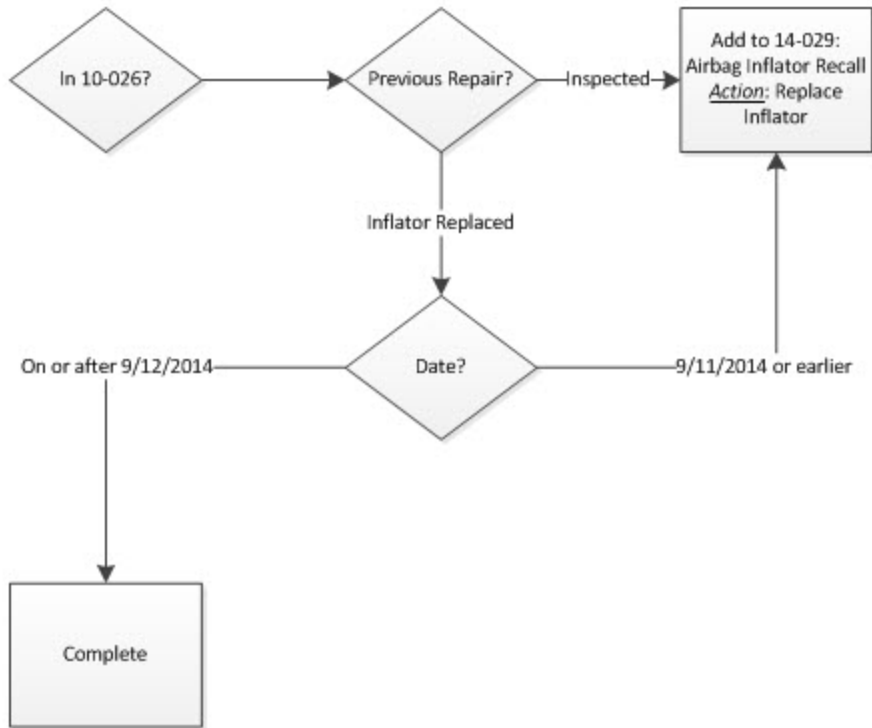 In 10-026?
Previous Repair?
Inspected
Add to 14-029:
Airbag Inflator Recall
Action: Replace
Inflator
Inflator Replaced
On or after 9/12/2014
Date?
9/11/2014 or earlier
Complete